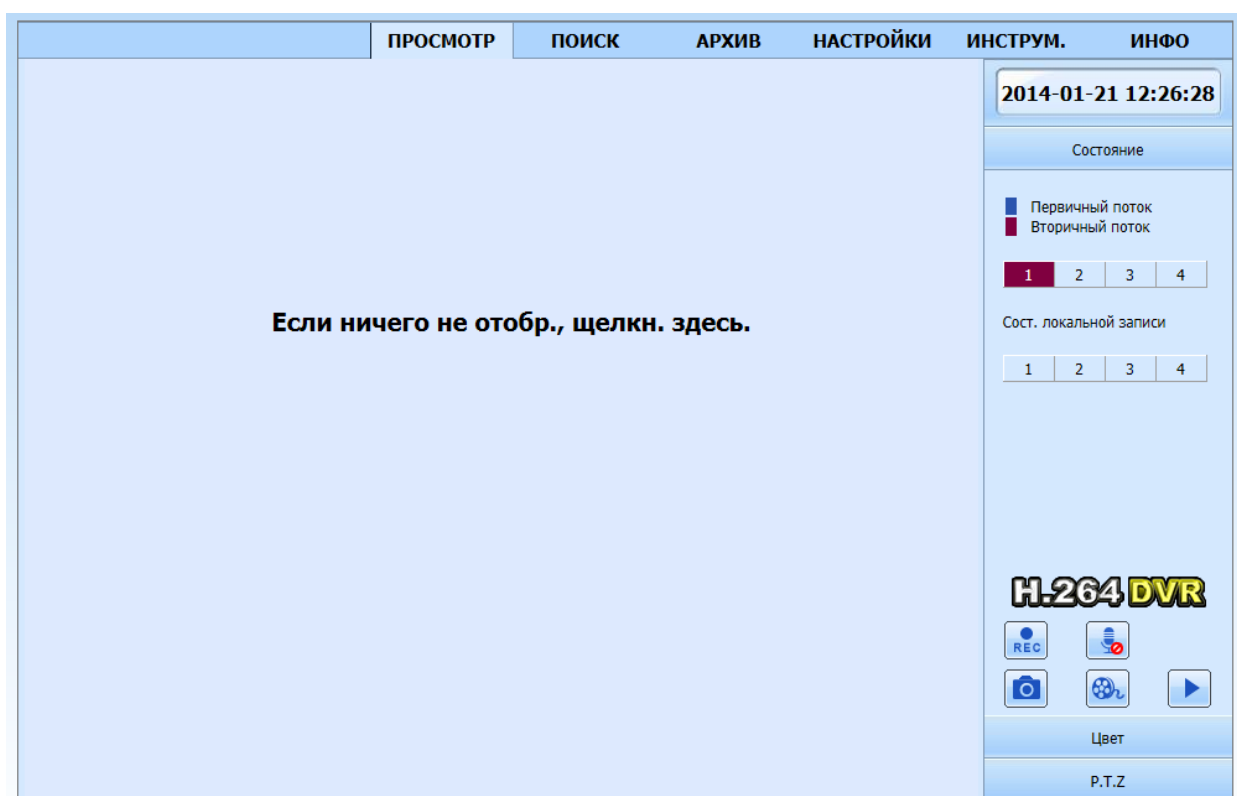 ПРОСМОТР ПОИСК АРХИВ НАСТРОЙКИ ИНСТРУМ. ИНФО
2014-01-21 12:26:28
Состояние
Первичный поток
Вторичный поток
1 2 3 4
Если ничего не отобр., щелкн. здесь.
Сост. локальной записи
1 2 3 4
H.264 DVR
REC
Цвет
P.T.Z